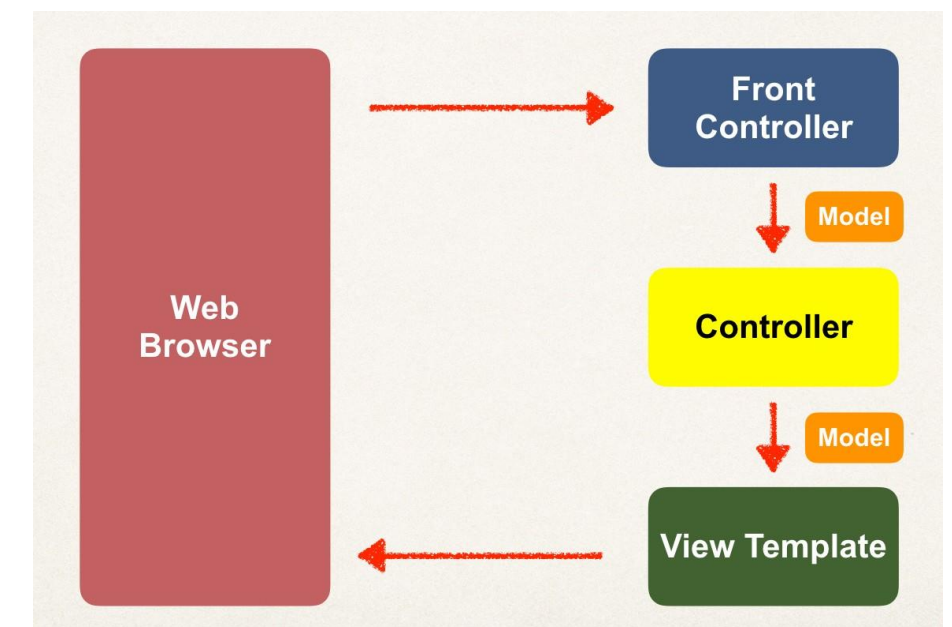 Front
Controller
Model
Web
Browser
Controller
Model
View Template